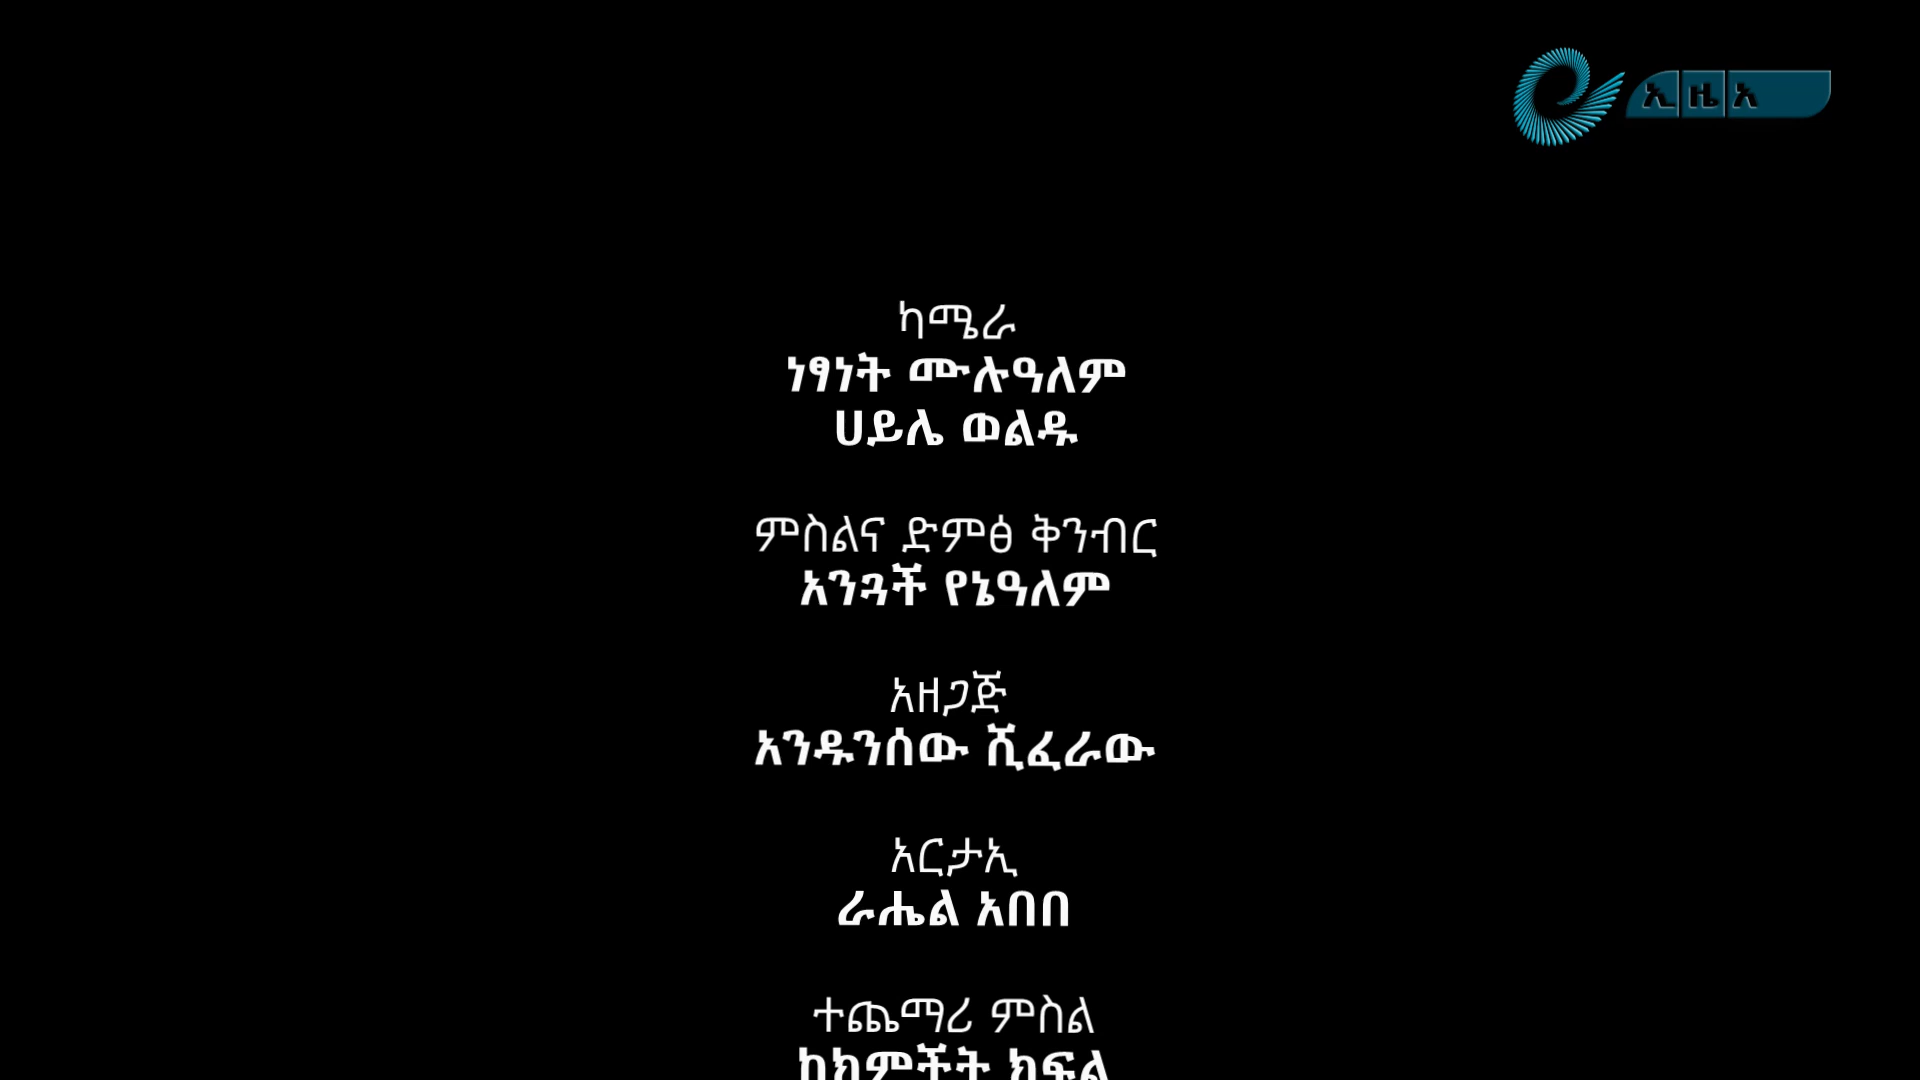 ኢዜአ
ካሜራ
ነፃነት ሙሉዓለም
ሀይሌ ወልዱ
ምስልና ድምፅ ቅንብር
አንጓች የኔዓለም
አዘጋጅ
አንዱንሰው ሺፈራው
አርታኢ
ራሔል አበበ
ተጨማሪ ምስል
ከክምችት ክፍል